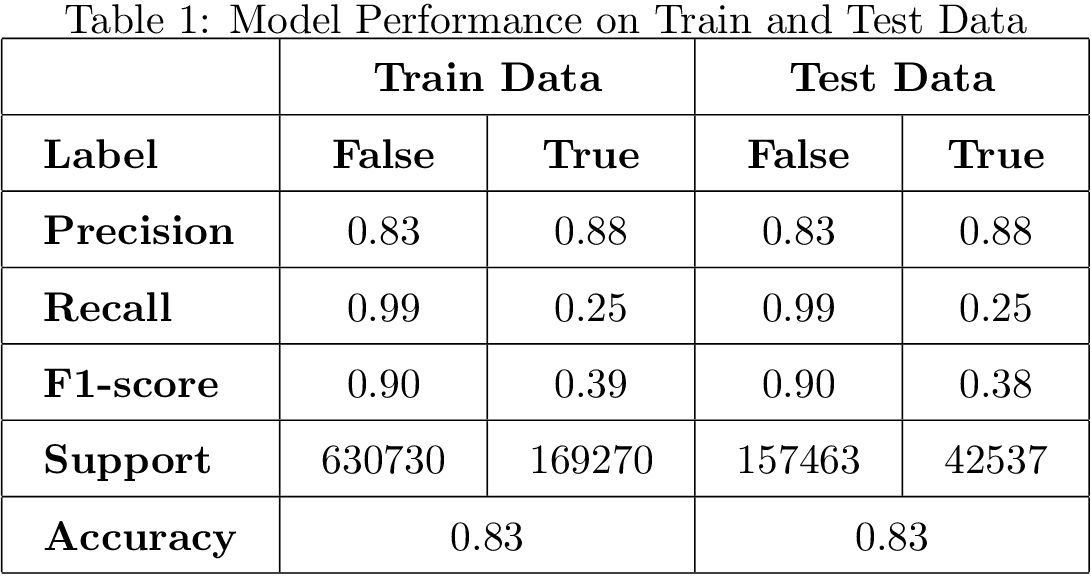 Table 1: Model Performance on Train and Test Data
Train Data Test Data
Label False True False True
Precision 0.83 0.88 0.83 0.88
Recall 0.99 0.25 0.99 0.25
F1-score 0.90 0.39 0.90 0.38
Support 630730 169270 157463 42537
Accuracy 0.83 0.83